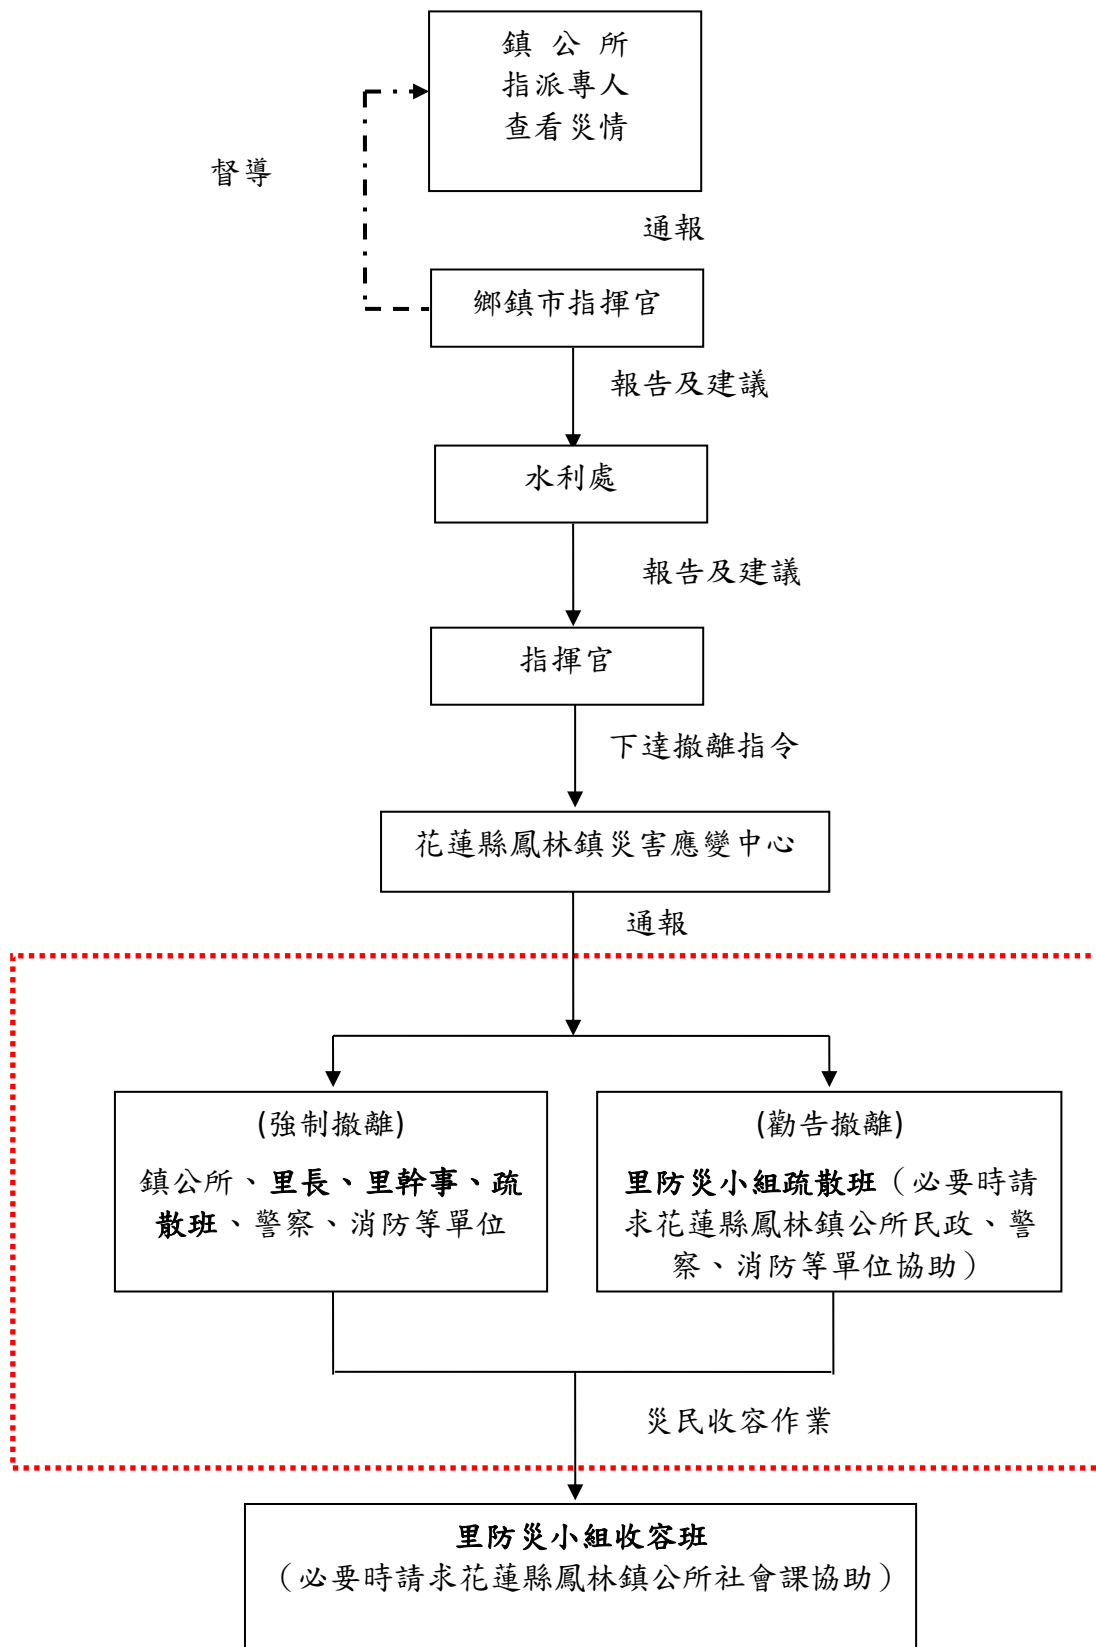 鎮 公 所
指派專人
查看災情
督導
通報
鄉鎮市指揮官
報告及建議
水利處
報告及建議
指揮官
下達撤離指令
花蓮縣鳳林鎮災害應變中心
通報
(強制撤離)
鎮公所、里長、里幹事、疏
散班、警察、消防等單位
(勸告撤離)
里防災小組疏散班（必要時請
求花蓮縣鳳林鎮公所民政、警
察、消防等單位協助）
災民收容作業
里防災小組收容班
（必要時請求花蓮縣鳳林鎮公所社會課協助）